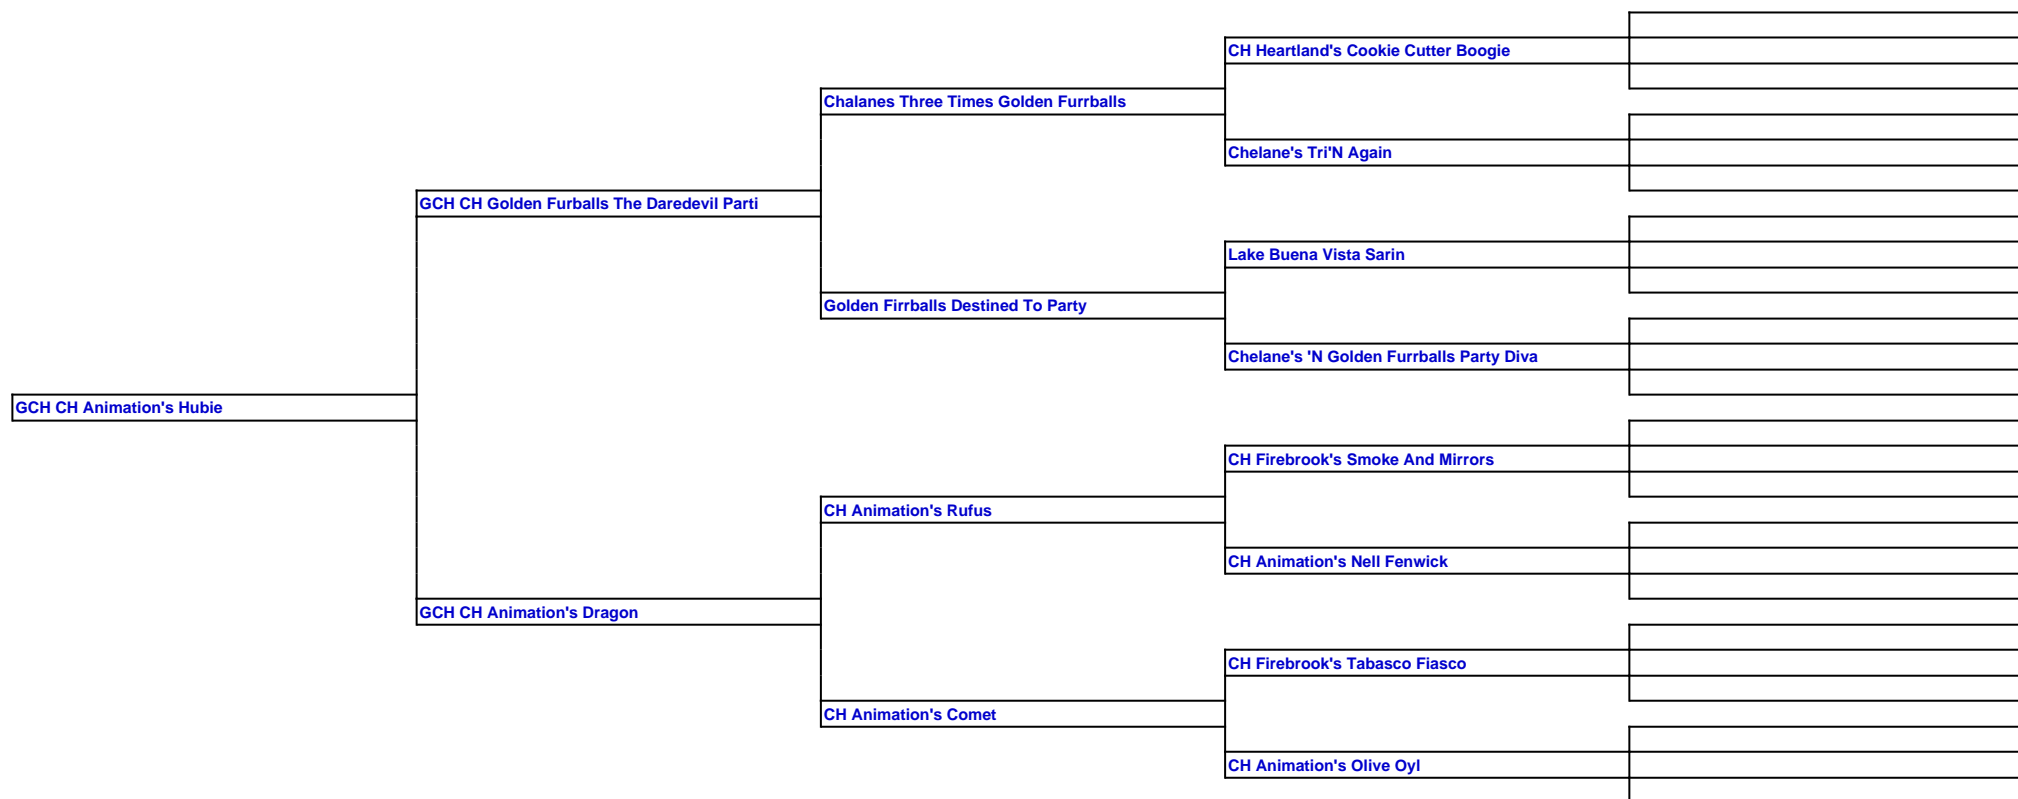 CH Heartland's Cookie Cutter Boogie
Chalanes Three Times Golden Furrballs
Chelane's Tri'N Again
GCH CH Golden Furballs The Daredevil Parti
Lake Buena Vista Sarin
Golden Firrballs Destined To Party
Chelane's 'N Golden Furrballs Party Diva
GCH CH Animation's Hubie
CH Firebrook's Smoke And Mirrors
CH Animation's Rufus
CH Animation's Nell Fenwick
GCH CH Animation's Dragon
CH Firebrook's Tabasco Fiasco
CH Animation's Comet
CH Animation's Olive Oyl